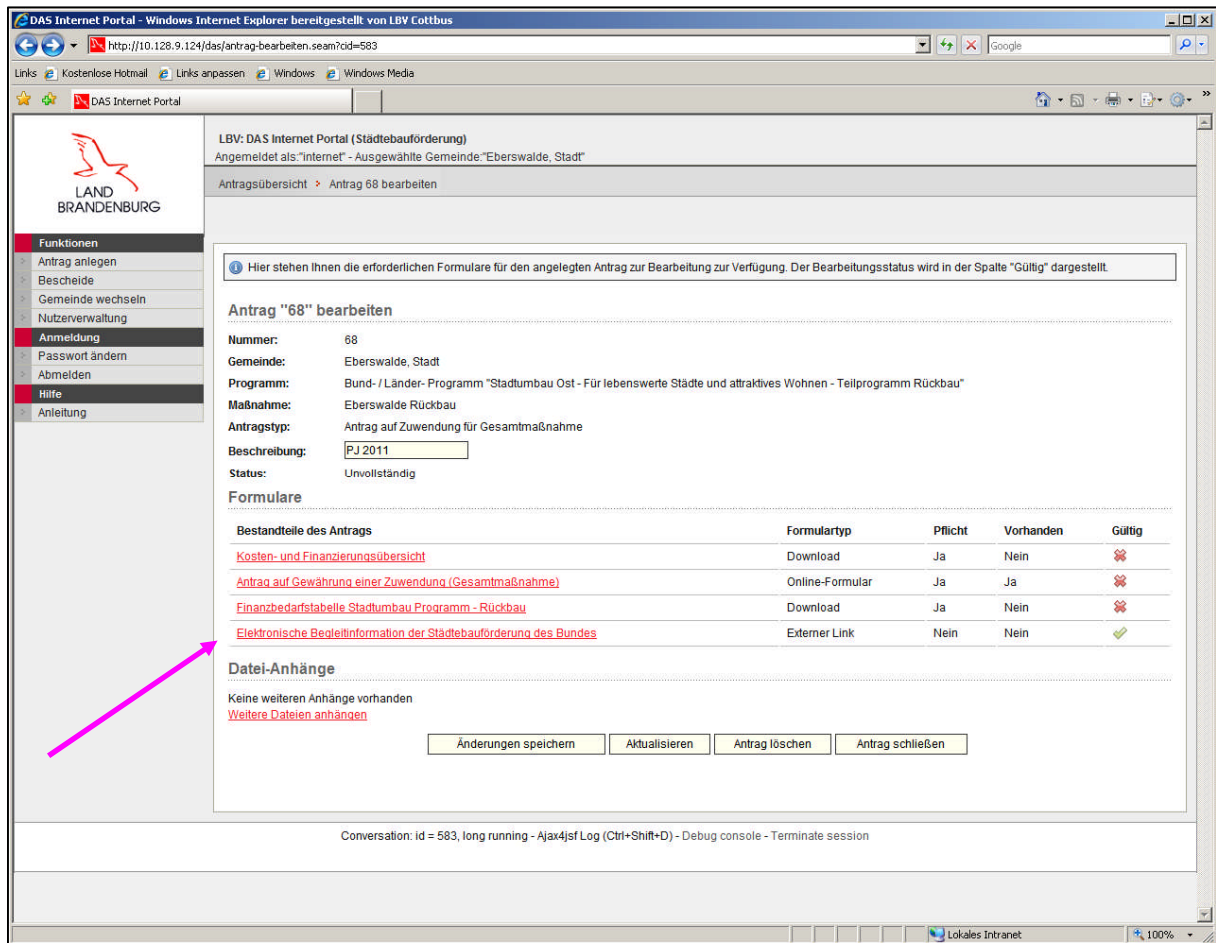 DAS Internet Portal - Windows Internet Explorer bereitgestellt von LBV Cottbus
http://10.128.9.124/das/antrag-bearbeiten.seam?cid=583
Google
Links Kostenlose Hotmail Links anpassen Windows Windows Media
DAS Internet Portal
LAND
BRANDENBURG
LBV: DAS Internet Portal (Städtebauförderung)
Angemeldet als:"internet" - Ausgewählte Gemeinde:"Eberswalde, Stadt"
Antragsübersicht Antrag 68 bearbeiten
Funktionen
Antrag anlegen
Bescheide
Gemeinde wechseln
Nutzerverwaltung
Anmeldung
Passwort ändern
Abmelden
Hilfe
Anleitung
Hier stehen Ihnen die erforderlichen Formulare für den angelegten Antrag zur Bearbeitung zur Verfügung. Der Bearbeitungsstatus wird in der Spalte "Gültig" dargestellt.
Antrag "68" bearbeiten
Nummer: 68
Gemeinde: Eberswalde, Stadt
Programm: Bund- / Länder- Programm "Stadtumbau Ost - Für lebenswerte Städte und attraktives Wohnen - Teilprogramm Rückbau"
Maßnahme: Eberswalde Rückbau
Antragstyp: Antrag auf Zuwendung für Gesamtmaßnahme
Beschreibung: PJ 2011
Status: Unvollständig
Formulare
Bestandteile des Antrags Formulartyp Pflicht Vorhanden Gültig
Kosten- und Finanzierungsübersicht Download Ja Nein
Antrag auf Gewährung einer Zuwendung (Gesamtmaßnahme) Online-Formular Ja Ja
Finanzbedarfstabelle Stadtumbau Programm - Rückbau Download Ja Nein
Elektronische Begleitinformation der Städtebauförderung des Bundes Externer Link Nein Nein
Datei-Anhänge
Keine weiteren Anhänge vorhanden
Weitere Dateien anhängen
Änderungen speichern Aktualisieren Antrag löschen Antrag schließen
Conversation: id = 583, long running - Ajax4jsf Log (Ctrl+Shift+D) - Debug console - Terminate session
Lokales Intranet 100%